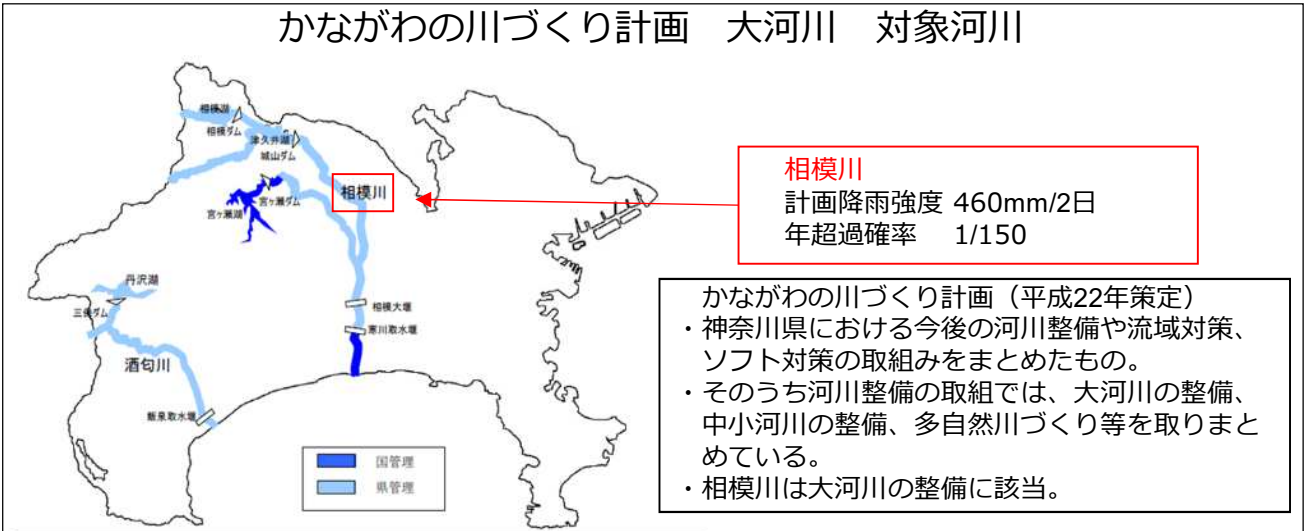 かながわの川づくり計画　大河川　対象河川
相模湖
相模ダム
津久井湖
城山ダム
相模川
宮ヶ瀬湖
宮ヶ瀬ダム
丹沢湖
三保ダム
相模大堰
寒川取水堰
酒匂川
飯泉取水堰
国管理
県管理
相模川
計画降雨強度 460mm/2日
年超過確率　1/150
かながわの川づくり計画（平成22年策定）
・神奈川県における今後の河川整備や流域対策、
ソフト対策の取組みをまとめたもの。
・そのうち河川整備の取組では、大河川の整備、
中小河川の整備、多自然川づくり等を取りまと
めている。
・相模川は大河川の整備に該当。